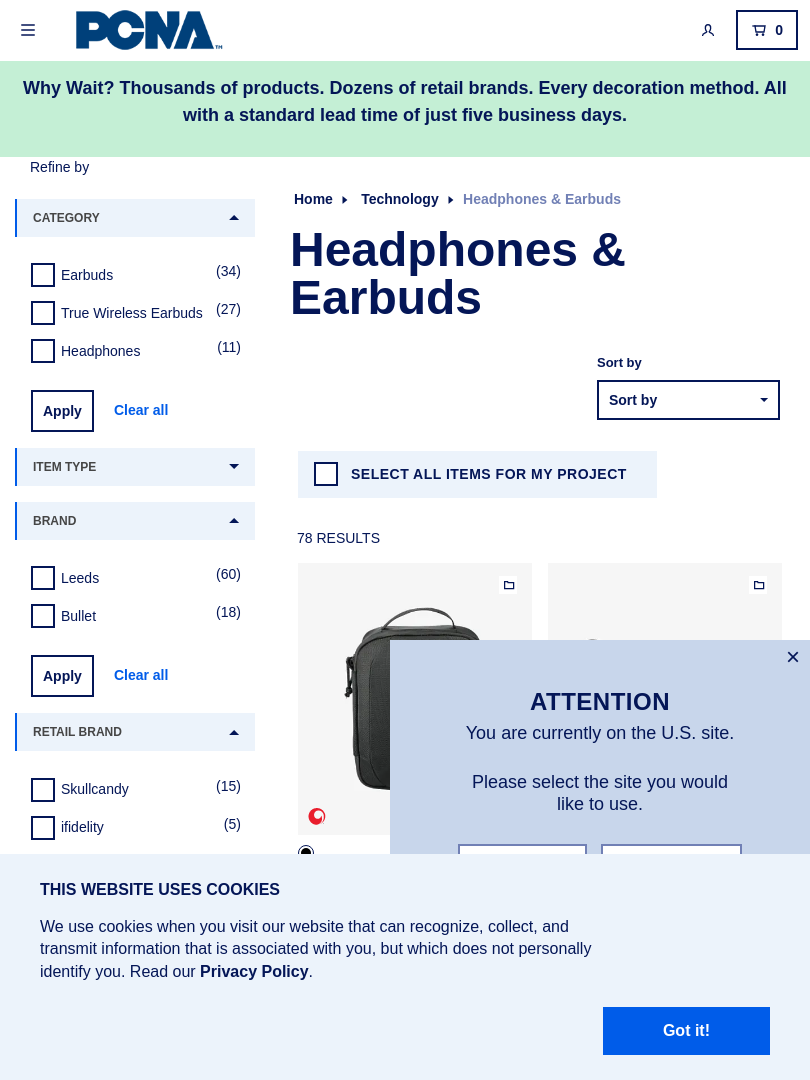 PCNA™
0
Why Wait? Thousands of products. Dozens of retail brands. Every decoration method. All
with a standard lead time of just five business days.
Refine by
CATEGORY
Earbuds (34)
True Wireless Earbuds (27)
Headphones (11)
Apply Clear all
ITEM TYPE
BRAND
Leeds (60)
Bullet (18)
Apply Clear all
RETAIL BRAND
Skullcandy (15)
ifidelity (5)
Home Technology Headphones & Earbuds
Headphones &
Earbuds
Sort by
Sort by
SELECT ALL ITEMS FOR MY PROJECT
78 RESULTS
ATTENTION
You are currently on the U.S. site.
Please select the site you would
like to use.
THIS WEBSITE USES COOKIES
We use cookies when you visit our website that can recognize, collect, and
transmit information that is associated with you, but which does not personally
identify you. Read our Privacy Policy.
Got it!